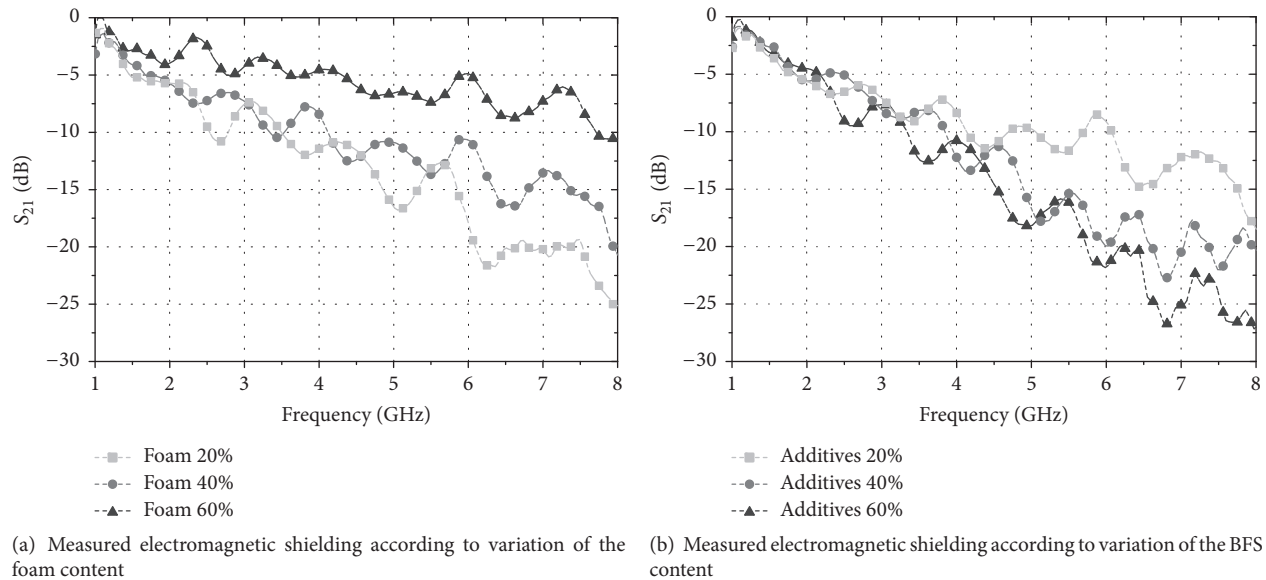 0
−5
−10
−15
−20
−25
−30
S21 (dB)
1 2 3 4 5 6 7 8
Frequency (GHz)
Foam 20%
Foam 40%
Foam 60%
(a) Measured electromagnetic shielding according to variation of the
foam content
0
−5
−10
−15
−20
−25
−30
S21 (dB)
1 2 3 4 5 6 7 8
Frequency (GHz)
Additives 20%
Additives 40%
Additives 60%
(b) Measured electromagnetic shielding according to variation of the BFS
content